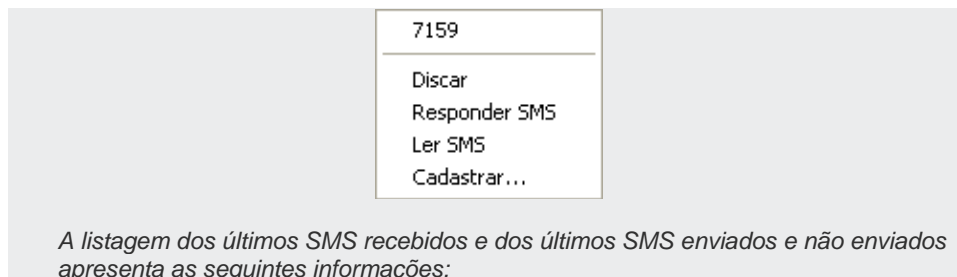 7159
Discar
Responder SMS
Ler SMS
Cadastrar...
A listagem dos últimos SMS recebidos e dos últimos SMS enviados e não enviados
apresenta as seguintes informações: